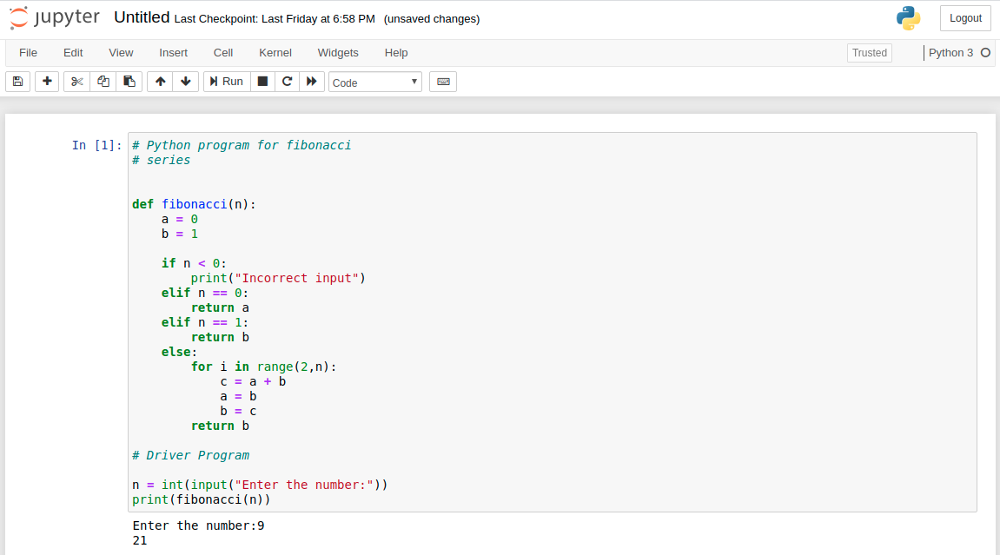 jupyter Untitled Last Checkpoint: Last Friday at 6:58 PM (unsaved changes) Logout
File Edit View Insert Cell Kernel Widgets Help Trusted Python 3
Run Code
In [1]: # Python program for fibonacci
# series
def fibonacci(n):
    a = 0
    b = 1
    if n < 0:
        print("Incorrect input")
    elif n == 0:
        return a
    elif n == 1:
        return b
    else:
        for i in range(2,n):
            c = a + b
            a = b
            b = c
        return b
# Driver Program
n = int(input("Enter the number:"))
print(fibonacci(n))
Enter the number:9
21